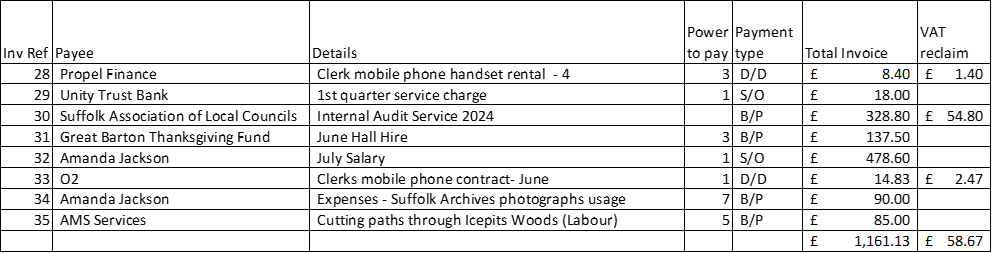 Inv Ref Payee Details Power to pay Payment type Total Invoice VAT reclaim
28 Propel Finance Clerk mobile phone handset rental - 4 3 D/D £ 8.40 £ 1.40
29 Unity Trust Bank 1st quarter service charge 1 S/O £ 18.00
30 Suffolk Association of Local Councils Internal Audit Service 2024 B/P £ 328.80 £ 54.80
31 Great Barton Thanksgiving Fund June Hall Hire 3 B/P £ 137.50
32 Amanda Jackson July Salary 1 S/O £ 478.60
33 O2 Clerks mobile phone contract- June 1 D/D £ 14.83 £ 2.47
34 Amanda Jackson Expenses - Suffolk Archives photographs usage 7 B/P £ 90.00
35 AMS Services Cutting paths through Icepits Woods (Labour) 5 B/P £ 85.00
£ 1,161.13 £ 58.67